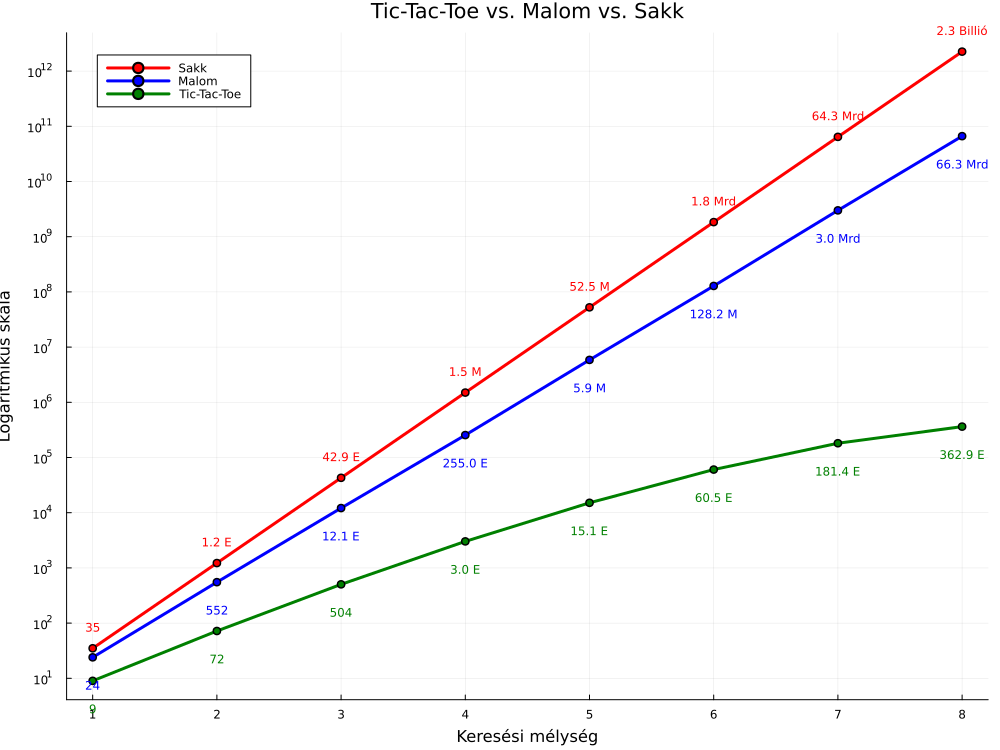 Tic-Tac-Toe vs. Malom vs. Sakk
Sakk
Malom
Tic-Tac-Toe
Logaritmikus skála
10^12
10^11
10^10
10^9
10^8
10^7
10^6
10^5
10^4
10^3
10^2
10^1
35
1.2 E
42.9 E
1.5 M
52.5 M
1.8 Mrd
64.3 Mrd
2.3 Billió
24
552
12.1 E
255.0 E
5.9 M
128.2 M
3.0 Mrd
66.3 Mrd
9
72
504
3.0 E
15.1 E
60.5 E
181.4 E
362.9 E
1 2 3 4 5 6 7 8
Keresési mélység